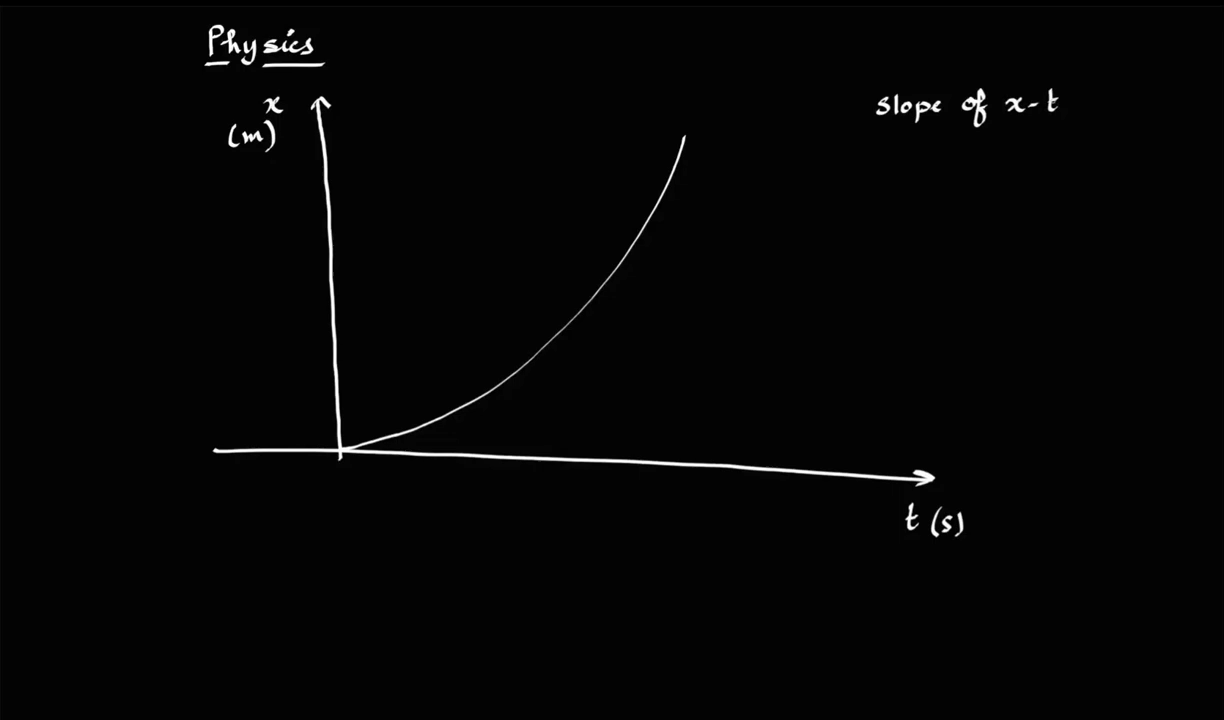 Physics
x
(m)
slope of x-t
t (s)